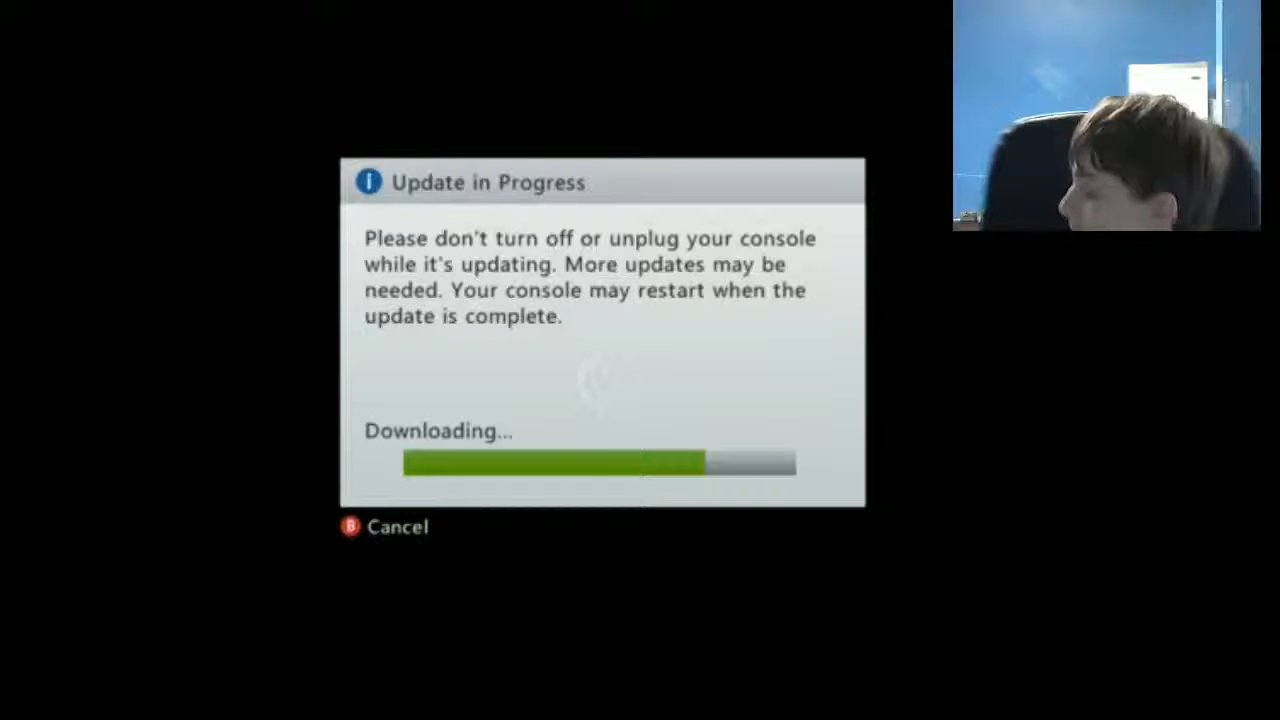 Update in Progress
Please don't turn off or unplug your console
while it's updating. More updates may be
needed. Your console may restart when the
update is complete.
Downloading...
B Cancel